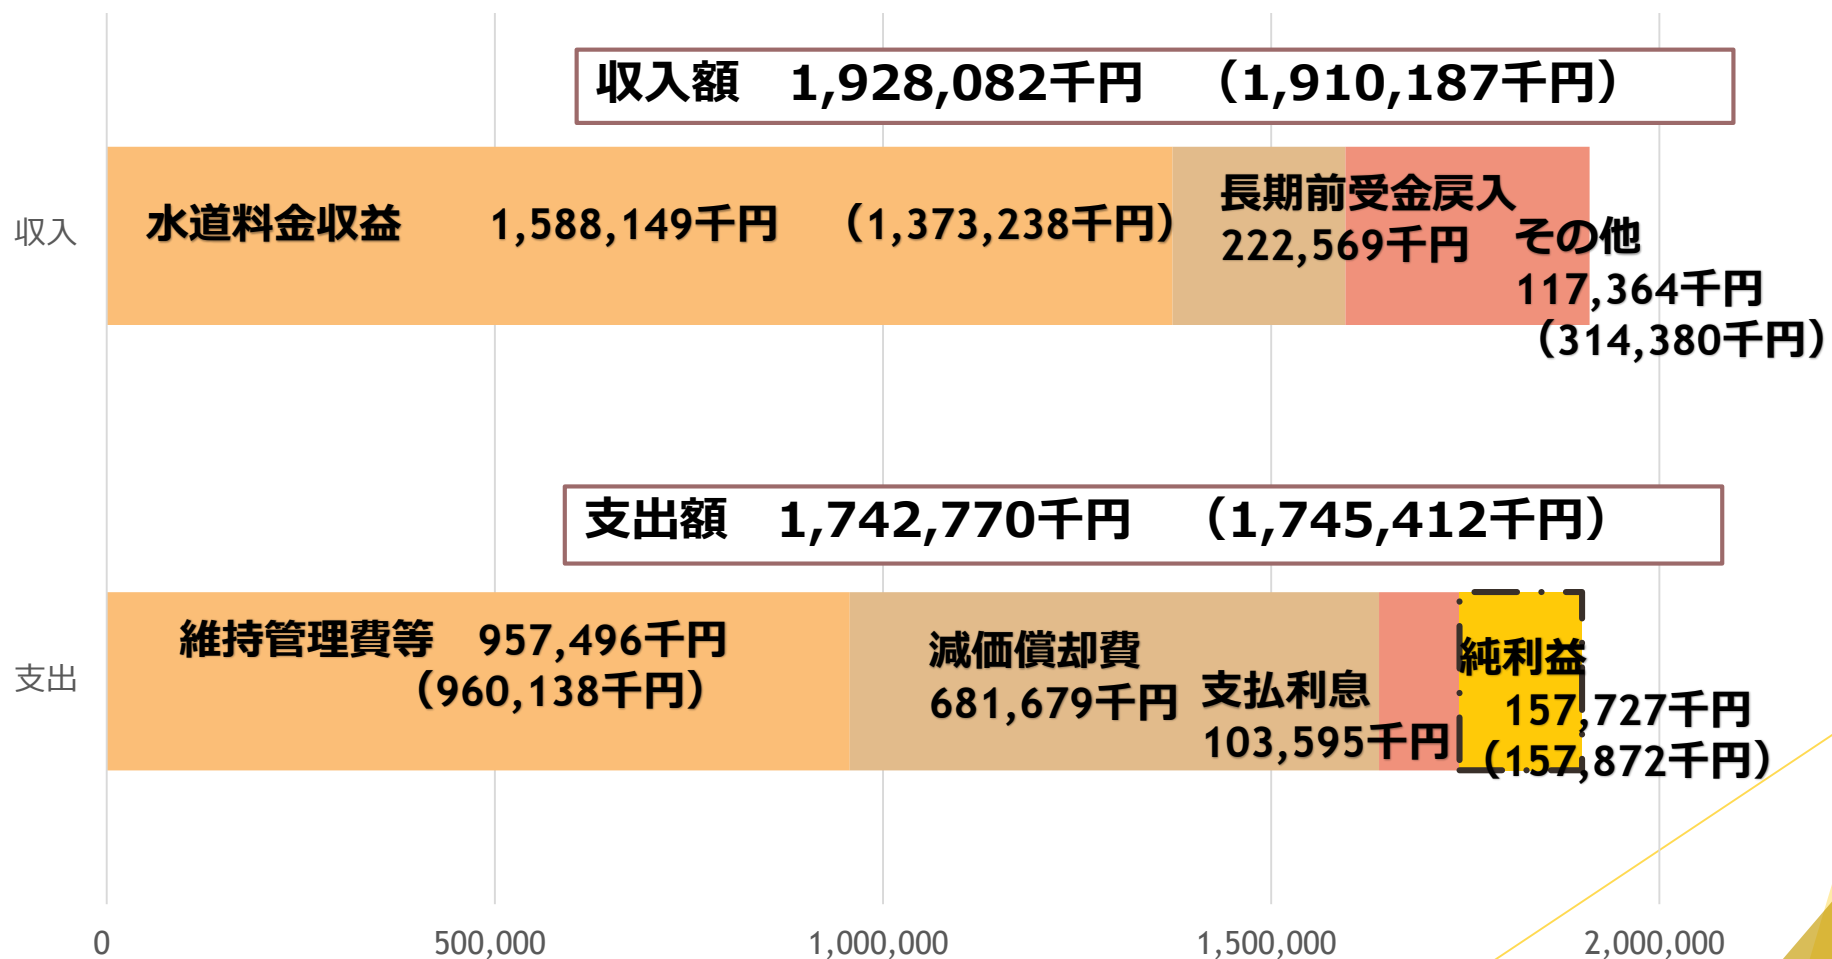 収入額　1,928,082千円　（1,910,187千円）
収入
水道料金収益　1,588,149千円　（1,373,238千円）
長期前受金戻入
222,569千円
その他
117,364千円
（314,380千円）
支出額　1,742,770千円　（1,745,412千円）
支出
維持管理費等　957,496千円
（960,138千円）
減価償却費
681,679千円
支払利息
103,595千円
純利益
157,727千円
（157,872千円）
0　500,000　1,000,000　1,500,000　2,000,000